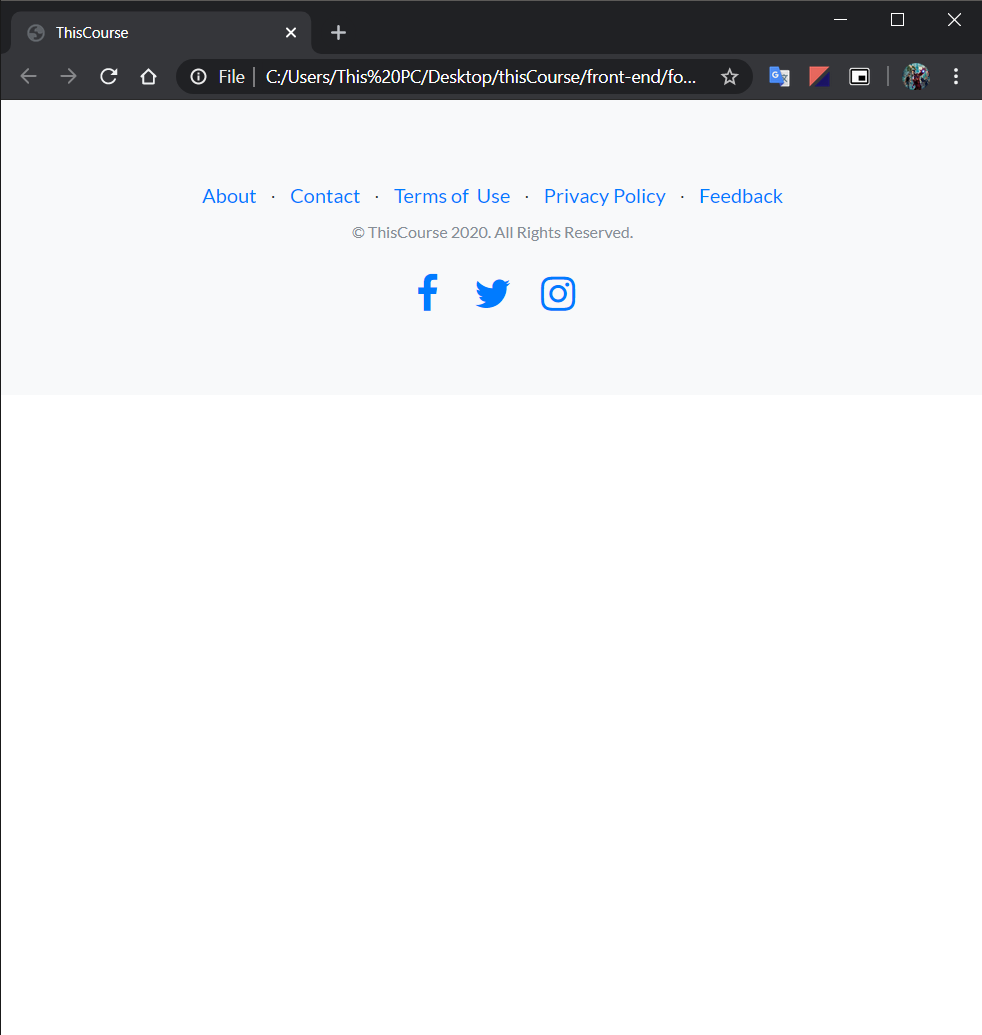 ThisCourse
File | C:/Users/This%20PC/Desktop/thisCourse/front-end/fo...
About · Contact · Terms of Use · Privacy Policy · Feedback
© ThisCourse 2020. All Rights Reserved.